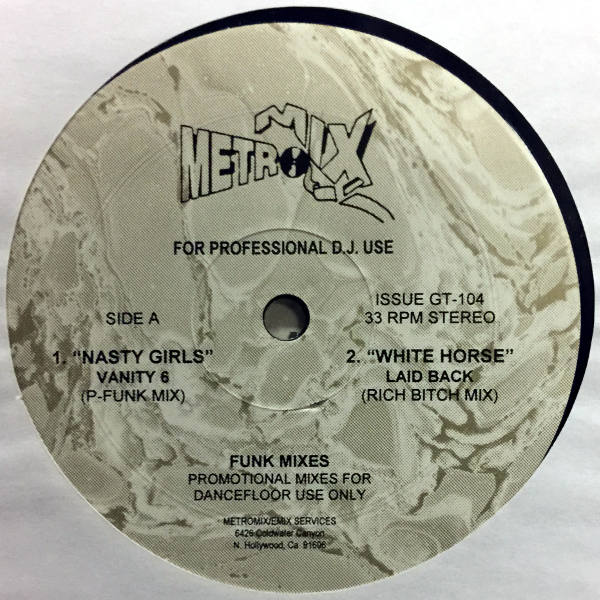 METRO MIX
FOR PROFESSIONAL D.J. USE
SIDE A
ISSUE GT-104
33 RPM STEREO
1. “NASTY GIRLS”
VANITY 6
(P-FUNK MIX)
2. “WHITE HORSE”
LAID BACK
(RICH BITCH MIX)
FUNK MIXES
PROMOTIONAL MIXES FOR
DANCEFLOOR USE ONLY
METROMIX/EMIX SERVICES
6426 Coldwater Canyon
N. Hollywood, Ca. 91606